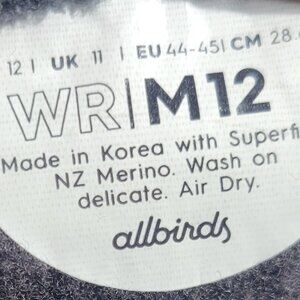 12 | UK 11 | EU 44-45 | CM 28.
WR | M12
Made in Korea with Superfi
NZ Merino. Wash on
delicate. Air Dry.
allbirds